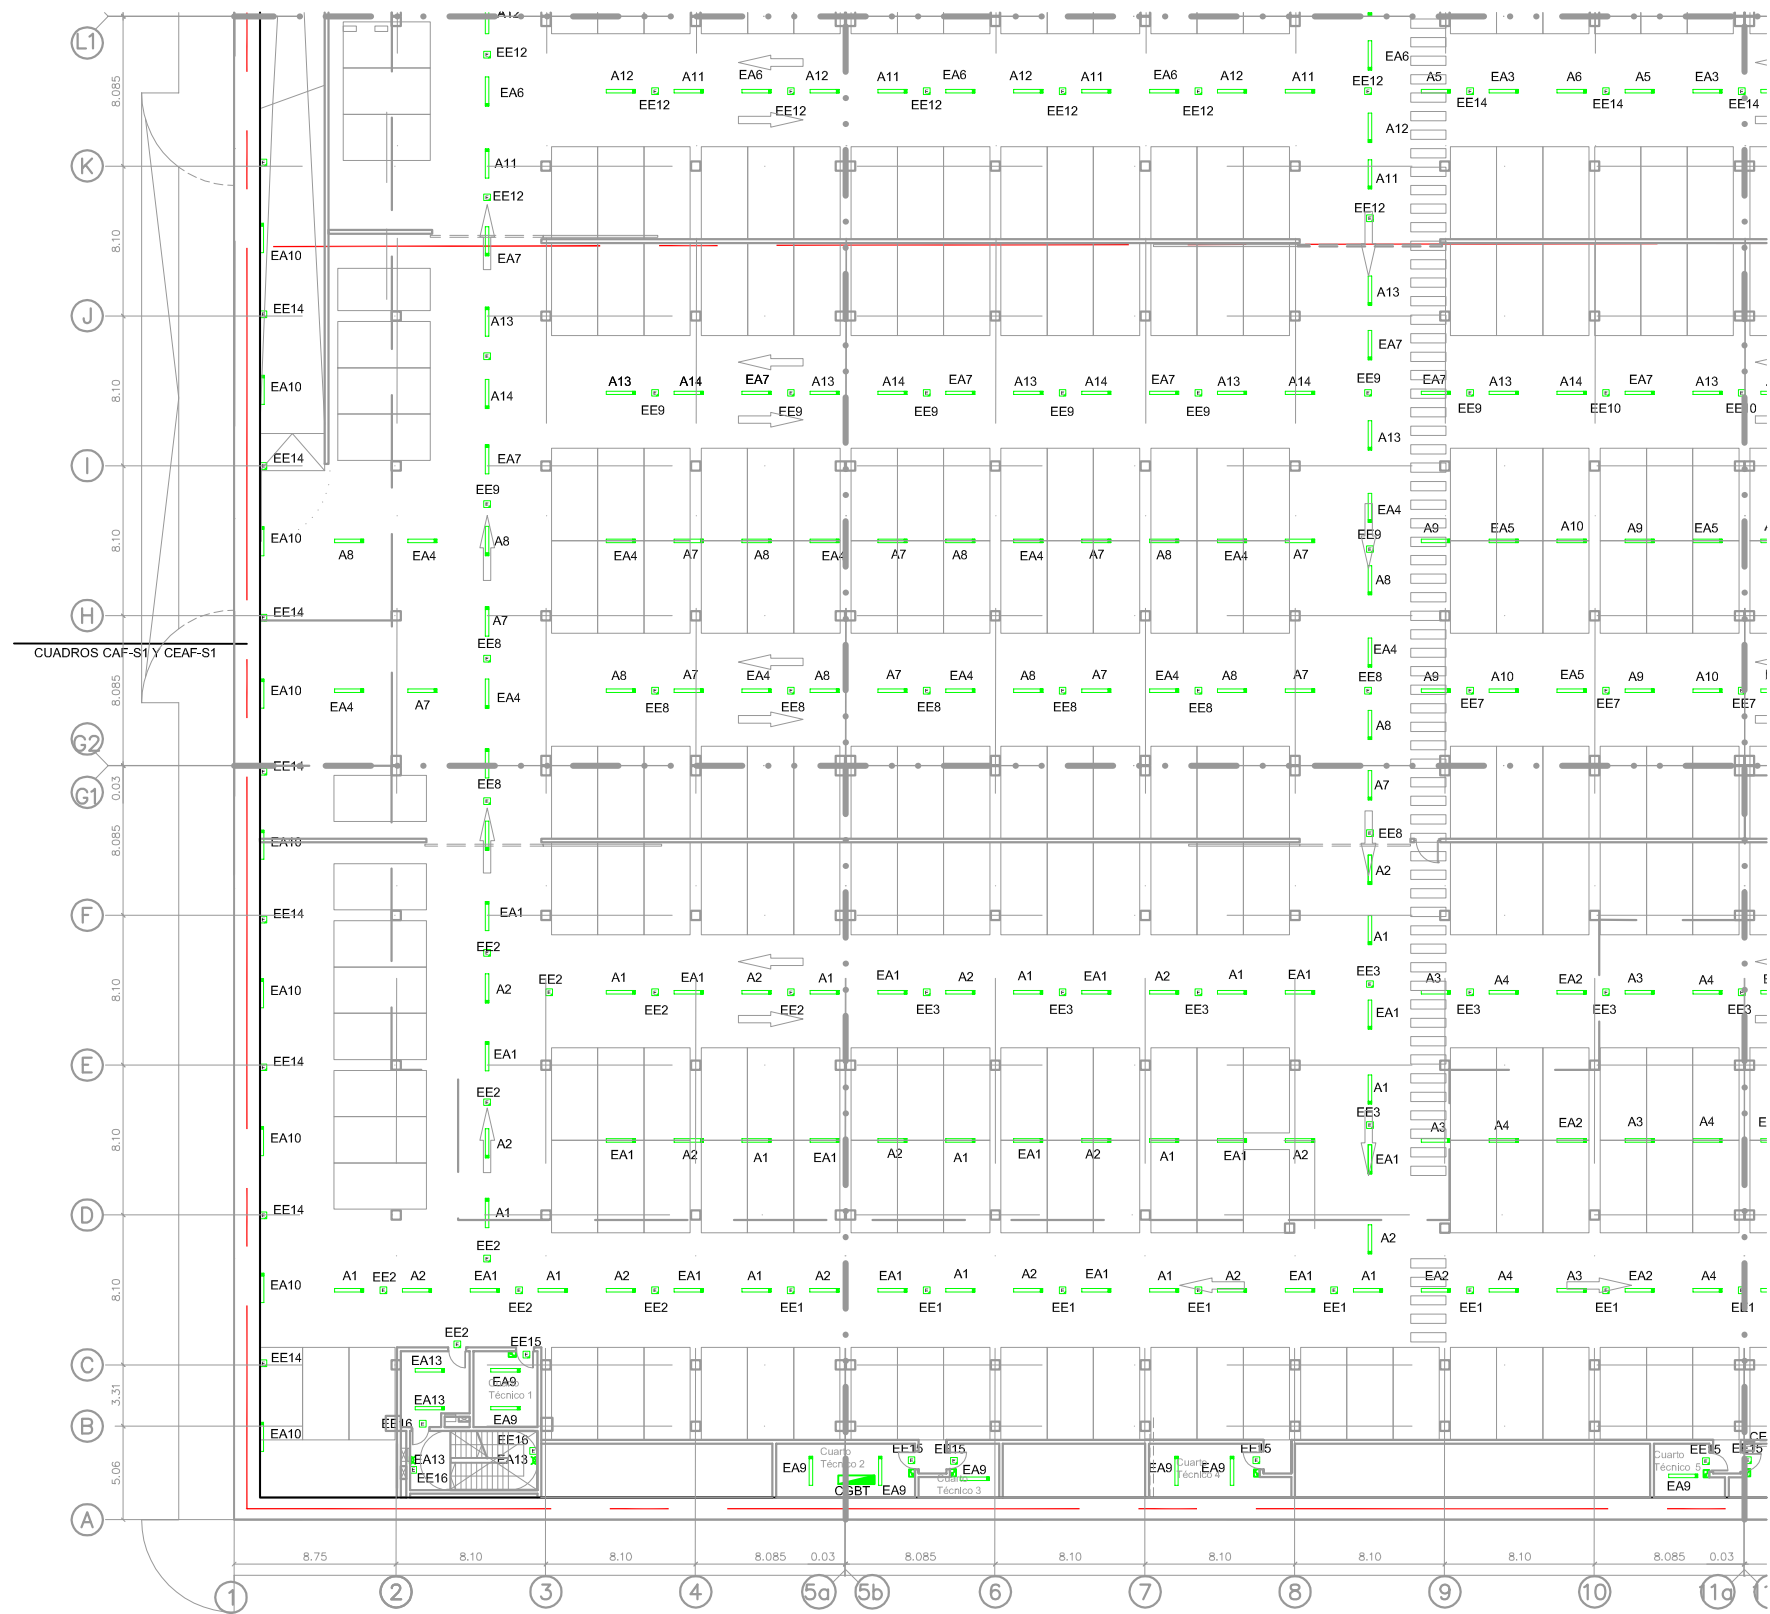 A12
L1
EE12
EA6
A12 A11 EA6 A12 A11 EA6 A12 A11 EA6 A12 A11 EE12 A5 EA3 A6 A5 EA3
EA6
EE12 EE12 EE12 EE12 EE12 EE14 EE14 EE14
8.085
A12
K
A11
A11
EE12
EE12
8.10
EA10
EA7
A13
EE14
J
A13
EA7
8.10
EA10
A14
A13 A14 EA7 A13 A14 EA7 A13 A14 EA7 A13 A14 EE9 EA7 A13 A14 EA7 A13
EE9 EE9 EE9 EE9 EE9 EE9 EE10 EE10
A13
I
EE14
EA7
EE9
EA4
8.10
EA10
A8 EA4
A8
EA4 A7 A8 EA4 A7 A8 EA4 A7 A8 EA4 A7
EE9
A9 EA5 A10 A9 EA5
A8
H
EE14
A7
EE8
EA4
CUADROS CAF-S1 Y CEAF-S1
8.085
EA10
EA4 A7
EA4
A8 A7 EA4 A8 A7 EA4 A8 A7 EA4 A8 A7 EE8 A9 A10 EA5 A9 A10
EE8 EE8 EE8 EE8 EE8 EE7 EE7 EE7
A8
G2
EE14
EE8
G1
0.03
A7
8.085
EA10
EE8
A2
F
EE14
EA1
EE2
A1
8.10
EA10
A2
EE2
A1 EA1 A2 A1 EA1 A2 A1 EA1 A2 A1 EA1 EE3 A3 A4 EA2 A3 A4
EE2 EE2 EE3 EE3 EE3 EE3 EE3 EE3
EA1
E
EE14
EA1
EE2
A1
EE3
8.10
EA10
A2
EA1 A2 A1 EA1 A2 A1 EA1 A2 A1 EA1 A2
EA1
A3 A4 EA2 A3 A4
D
EE14
A1
A2
EE2
8.10
EA10
A1 EE2 A2 EA1 A1 A2 EA1 A1 A2 EA1 A1 A2 EA1 A1 A2 EA1 A1 EA2 A4 A3 EA2 A4
EE2 EE2 EE1 EE1 EE1 EE1 EE1 EE1 EE1 EE1
EE2 EE15
C
EE14
EA13
EA9
Técnico 1
3.31
EA13
EA9
B
EA10
EE16
EE16
5.06
EA13
EA13
EE16
Cuarto
Técnico 2
EA9
CGBT
EA9
EE15 EE15
EA9
Cuarto
Técnico 3
EA9
Cuarto
Técnico 4
EA9
EE15
Cuarto
Técnico 5
EA9
EE15 EE15
A
8.75 8.10 8.10 8.085 0.03 8.085 8.10 8.10 8.10 8.10 8.085 0.03
1 2 3 4 5a 5b 6 7 8 9 10 11a